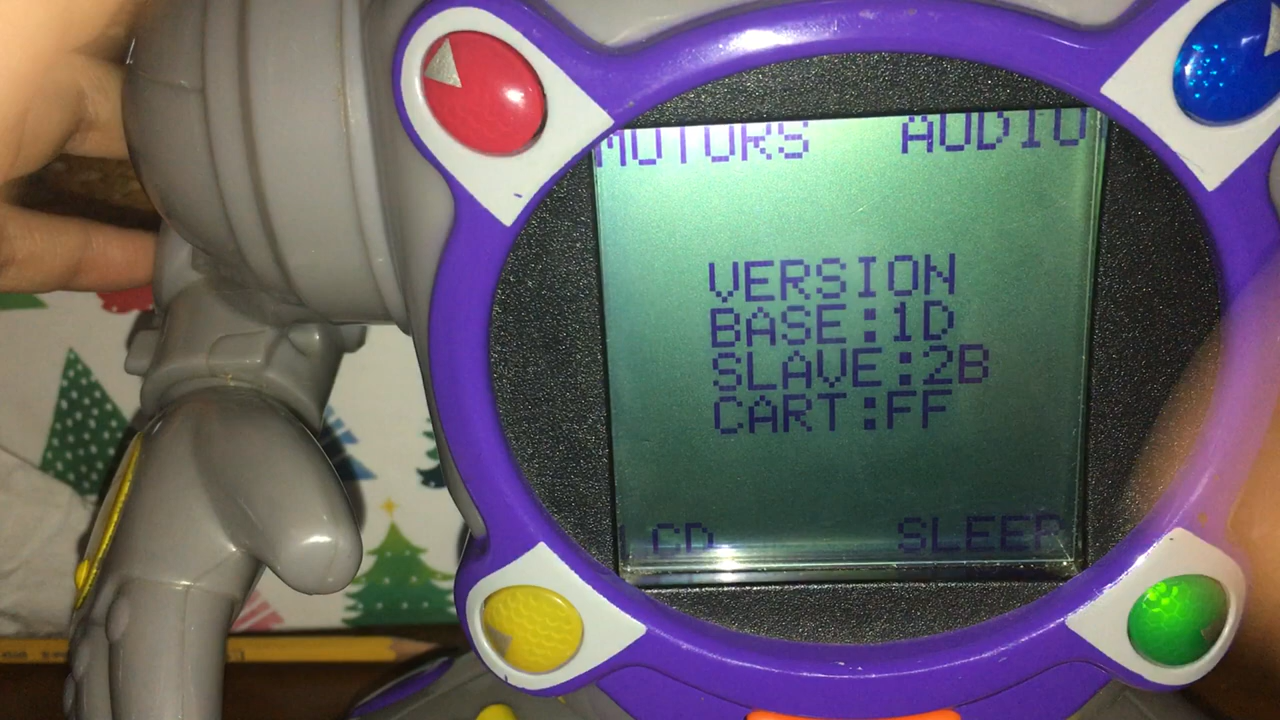 MOTORS AUDIO
VERSION
BASE:1D
SLAVE:2B
CART:FF
LCD SLEEP